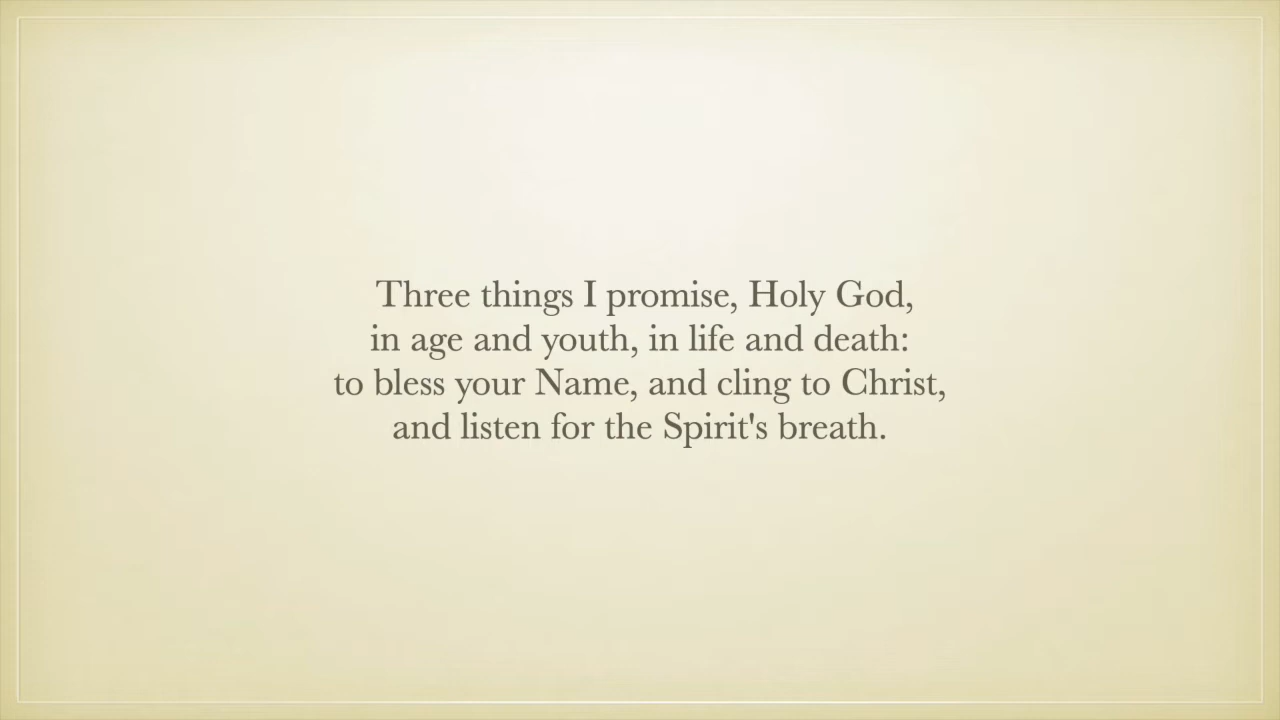 Three things I promise, Holy God,
in age and youth, in life and death:
to bless your Name, and cling to Christ,
and listen for the Spirit's breath.